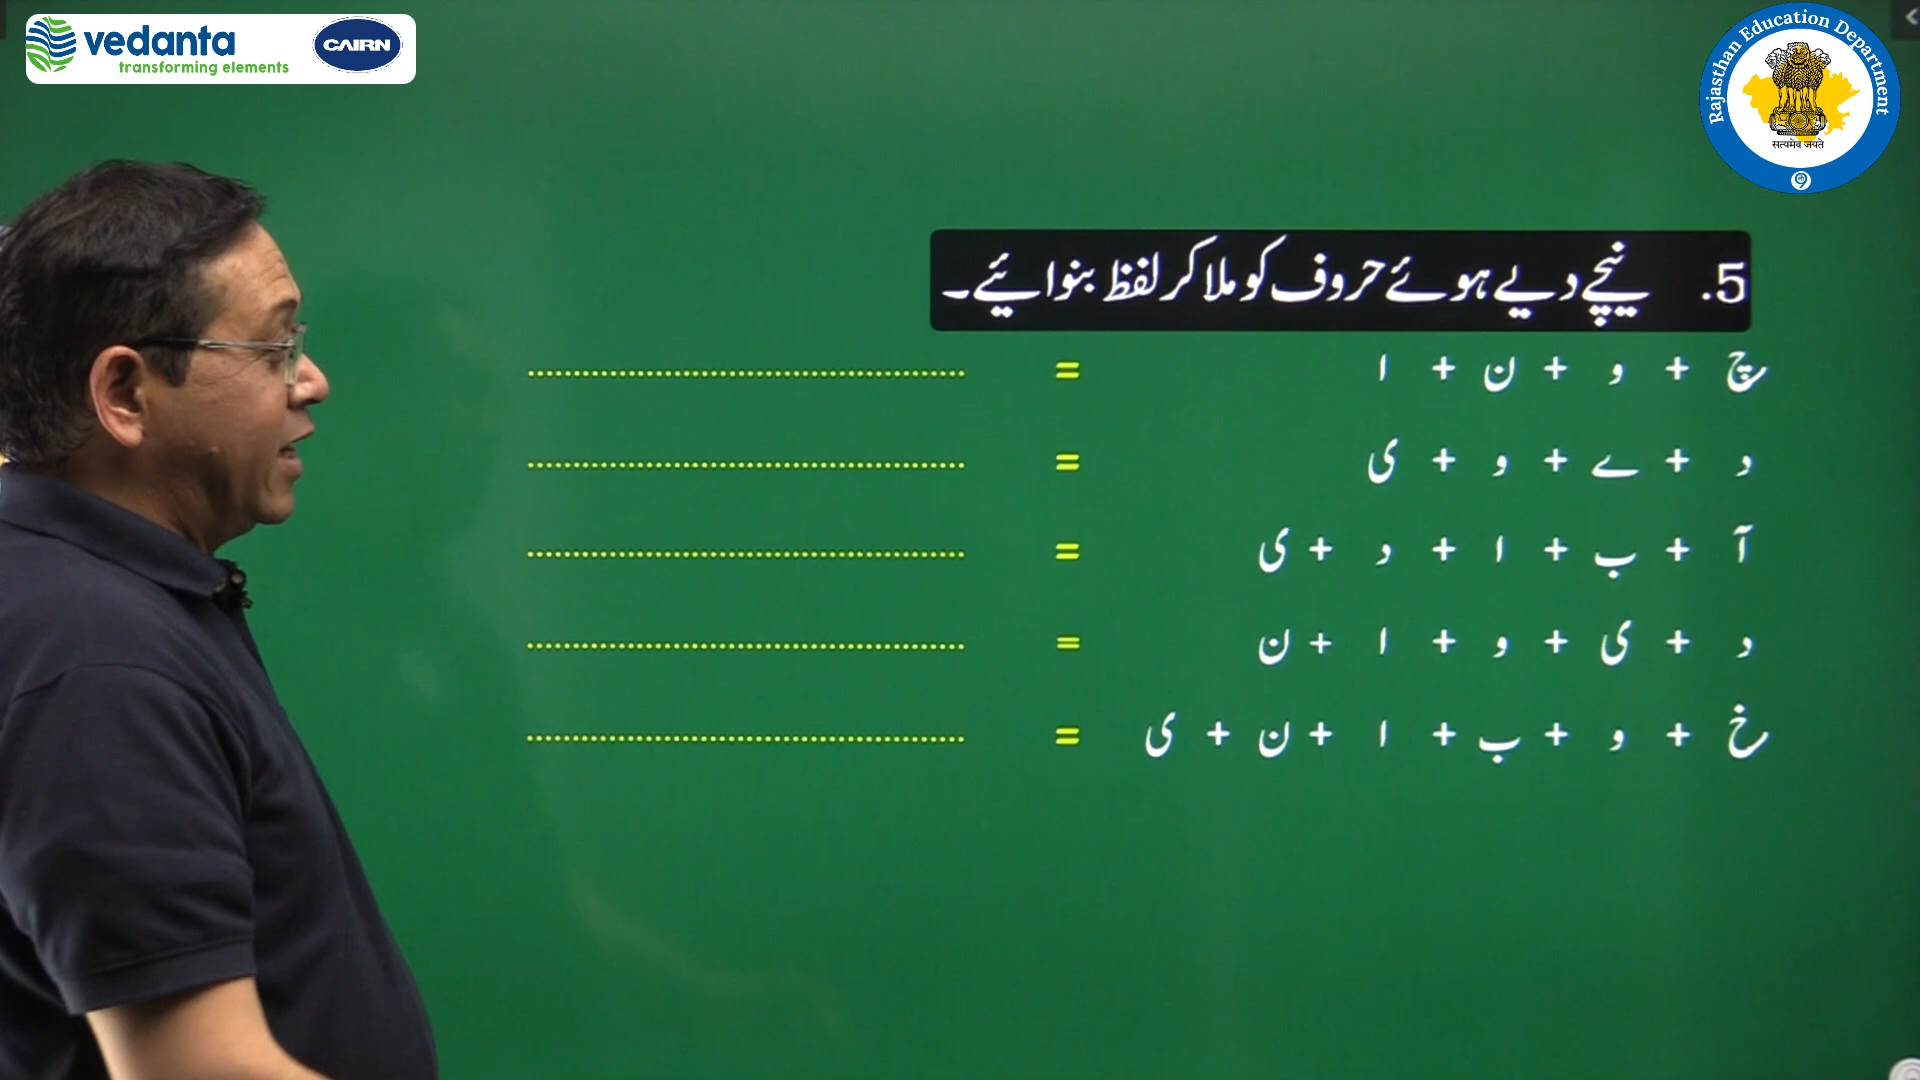 vedanta
transforming elements
CAIRN
Rajasthan Education Department
सत्यमेव जयते
5. نیچے دیے ہوئے حروف کو ملا کر لفظ بنوائیے۔
چ + و + ن + ا = ........................................
د + ے + و + ی = ........................................
آ + ب + ا + د + ی = ........................................
د + ی + و + ا + ن = ........................................
خ + و + ب + ا + ن + ی = ........................................